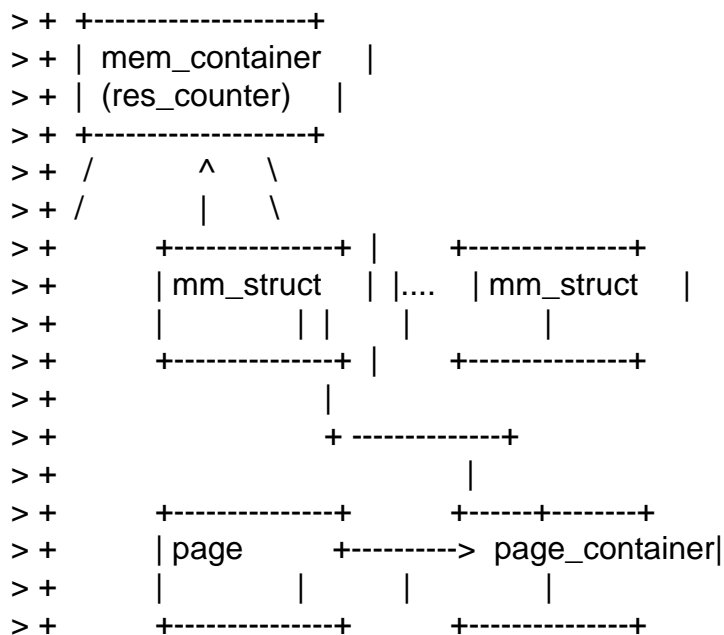 > + +--------------------+
> + | mem_container     |
> + | (res_counter)     |
> + +--------------------+
> +  /            ^      \
> + /             |       \
> +           +---------------+  |        +---------------+
> +           | mm_struct     |  |....    | mm_struct     |
> +           |               |  |        |               |
> +           +---------------+  |        +---------------+
> +                              |
> +                              + --------------+
> +                                              |
> +           +---------------+           +------+--------+
> +           | page          +---------->  page_container|
> +           |               |           |               |
> +           +---------------+           +---------------+